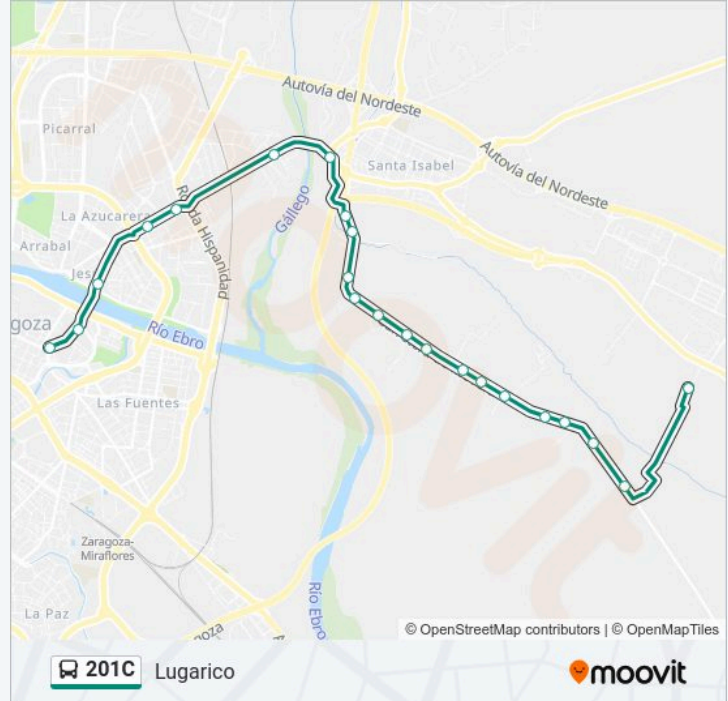 Autovía del Nordeste
Picarral
Santa Isabel
Autovía del Nordeste
La Azucarera
Ronda Hispanidad
Gállego
Arrabal
Jes
goza
Río Ebro
Las Fuentes
Zaragoza-
Miraflores
Río Ebro
La Paz
goza
© OpenStreetMap contributors | © OpenMapTiles
201C Lugarico
moovit